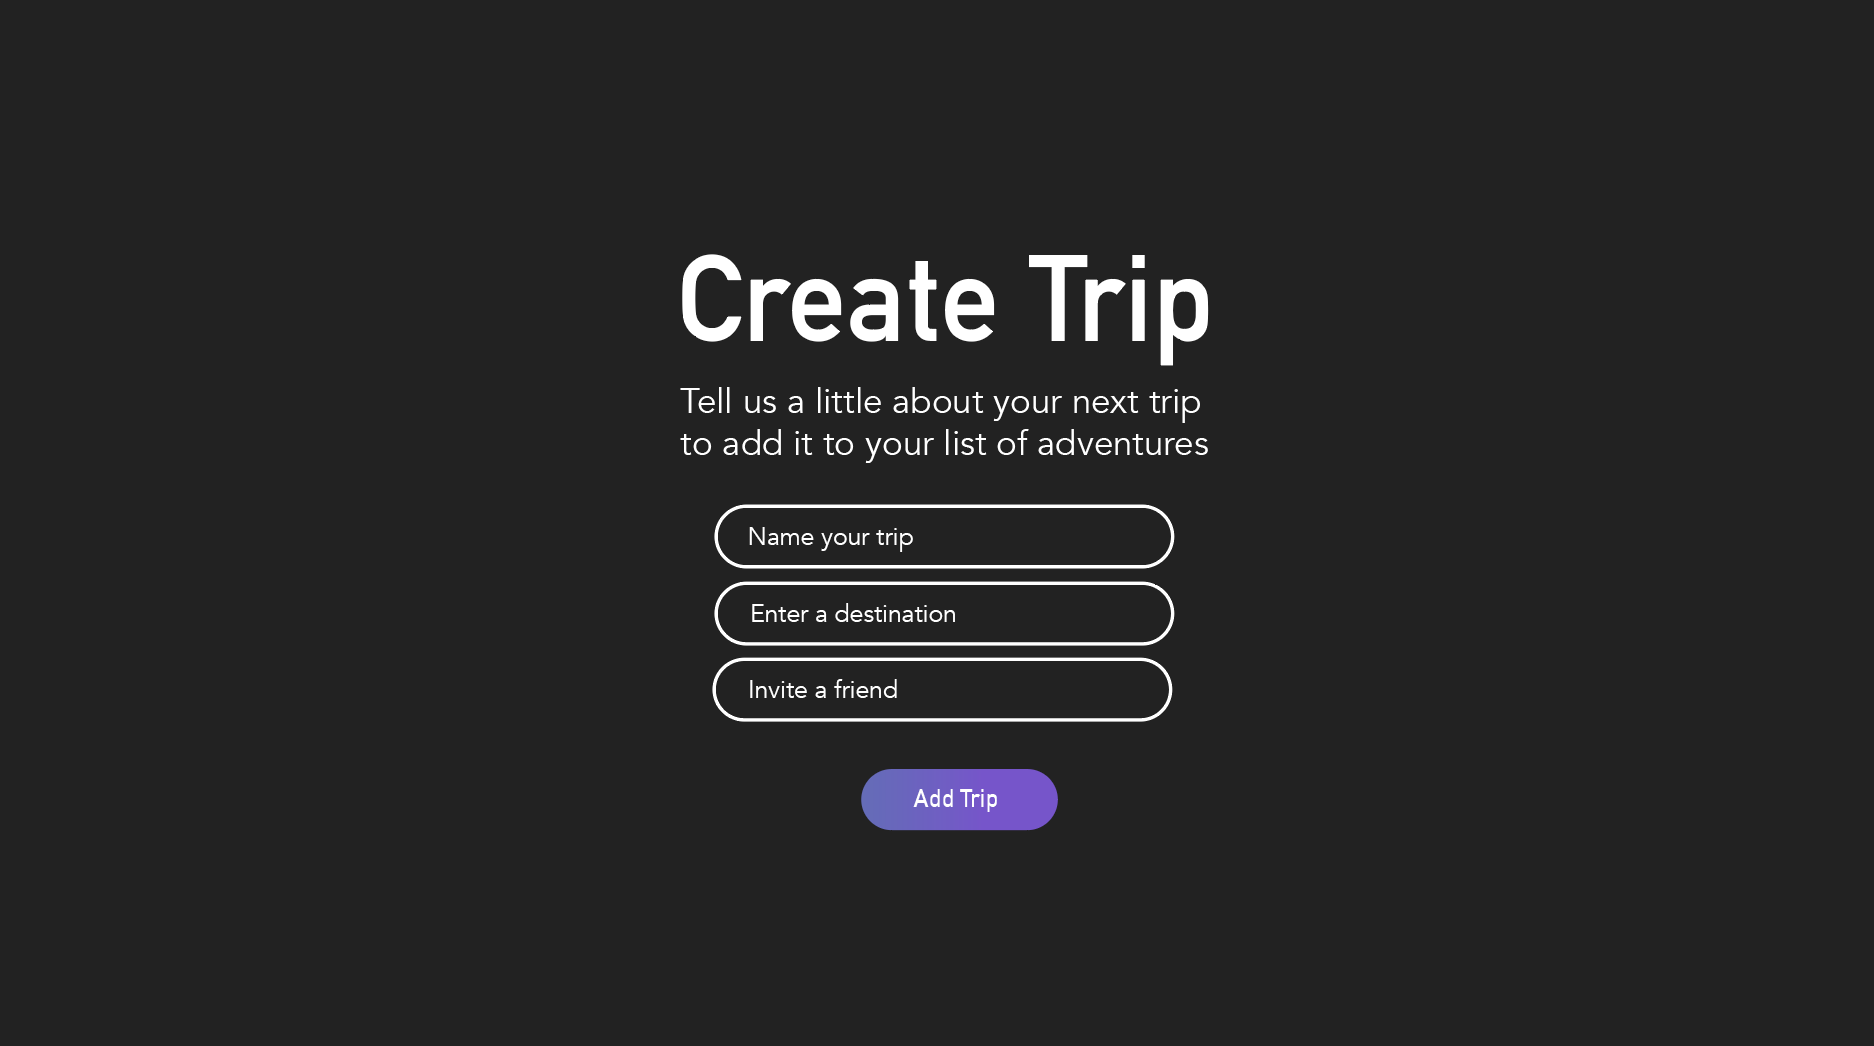 Create Trip
Tell us a little about your next trip
to add it to your list of adventures
Name your trip
Enter a destination
Invite a friend
Add Trip